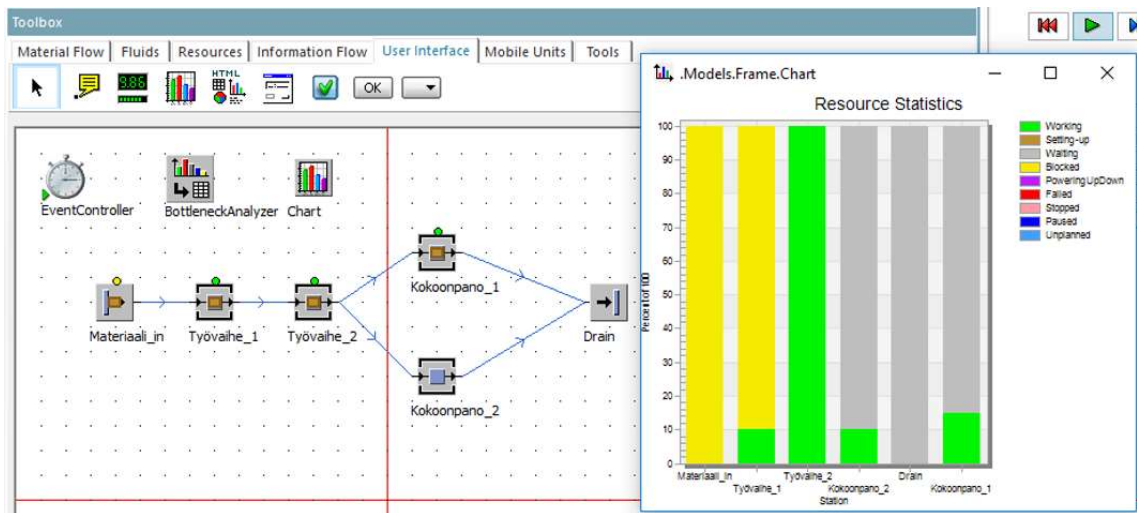 Toolbox
Material Flow Fluids Resources Information Flow User Interface Mobile Units Tools
9.86
HTML
OK
EventController
BottleneckAnalyzer
Chart
Kokoonpano_1
Materiaali_in
Työvaihe_1
Työvaihe_2
Drain
Kokoonpano_2
.Models.Frame.Chart
Resource Statistics
100
90
80
70
60
50
40
30
20
10
0
Percent of 100
Materiaali_in
Työvaihe_1
Työvaihe_2
Kokoonpano_2
Drain
Kokoonpano_1
Station
Working
Setting-up
Waiting
Blocked
PoweringUpDown
Failed
Stopped
Paused
Unplanned